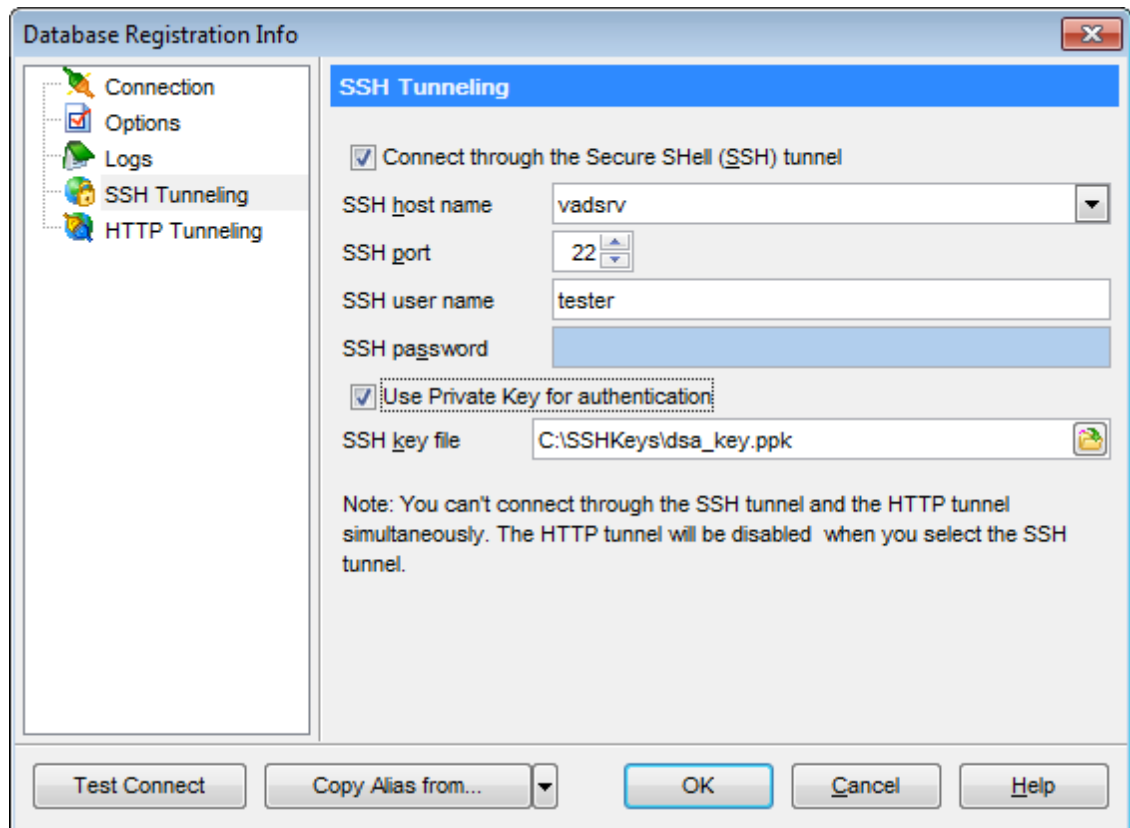 Database Registration Info
Connection
Options
Logs
SSH Tunneling
HTTP Tunneling
SSH Tunneling
Connect through the Secure SHell (SSH) tunnel
SSH host name vadsrv
SSH port 22
SSH user name tester
SSH password
Use Private Key for authentication
SSH key file C:\SSHKeys\dsa_key.ppk
Note: You can't connect through the SSH tunnel and the HTTP tunnel
simultaneously. The HTTP tunnel will be disabled  when you select the SSH
tunnel.
Test Connect Copy Alias from... OK Cancel Help